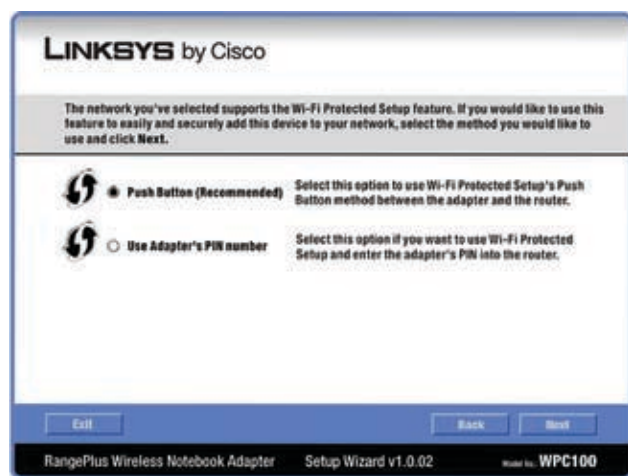 LINKSYS by Cisco
The network you've selected supports the Wi-Fi Protected Setup feature. If you would like to use this
feature to easily and securely add this device to your network, select the method you would like to
use and click Next.
Push Button (Recommended)
Select this option to use Wi-Fi Protected Setup's Push
Button method between the adapter and the router.
Use Adapter's PIN number
Select this option if you want to use Wi-Fi Protected
Setup and enter the adapter's PIN into the router.
Exit Back Next
RangePlus Wireless Notebook Adapter Setup Wizard v1.0.02 Model No. WPC100